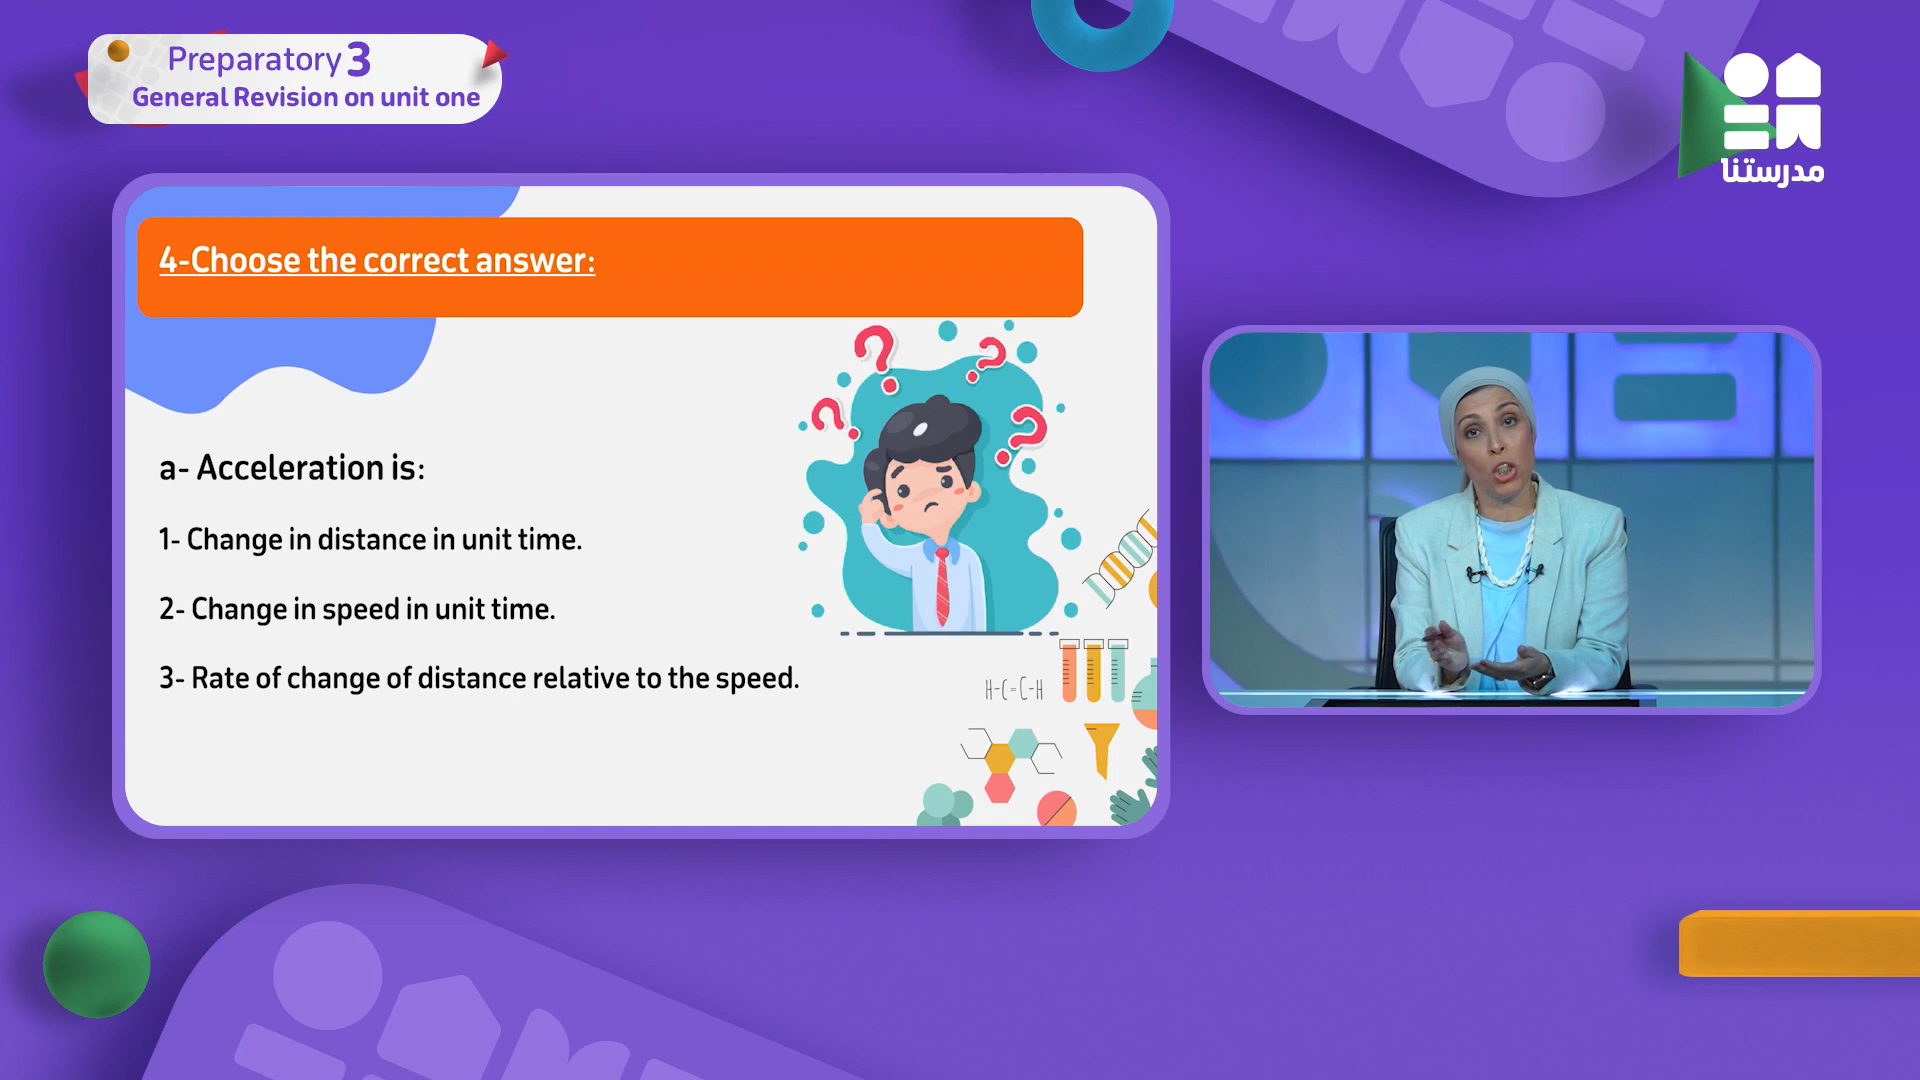 Preparatory 3
General Revision on unit one
مدرستنا
4-Choose the correct answer:
a- Acceleration is:
1- Change in distance in unit time.
2- Change in speed in unit time.
3- Rate of change of distance relative to the speed.
H-C=C-H